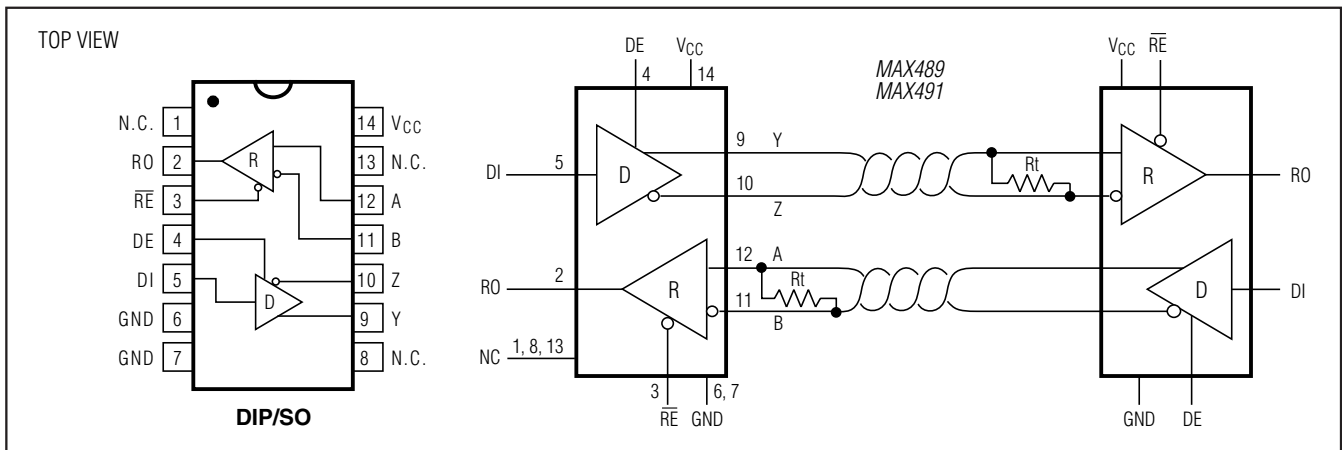 TOP VIEW
N.C. 1
RO 2
RE 3
DE 4
DI 5
GND 6
GND 7
14 VCC
13 N.C.
12 A
11 B
10 Z
9 Y
8 N.C.
R
D
DIP/SO
DE
4
VCC
14
MAX489
MAX491
VCC
RE
DI
5
D
9 Y
10
Z
Rt
R
RO
RO
2
R
12 A
Rt
11
B
D
DI
NC 1, 8, 13
3
RE
6, 7
GND
GND
DE